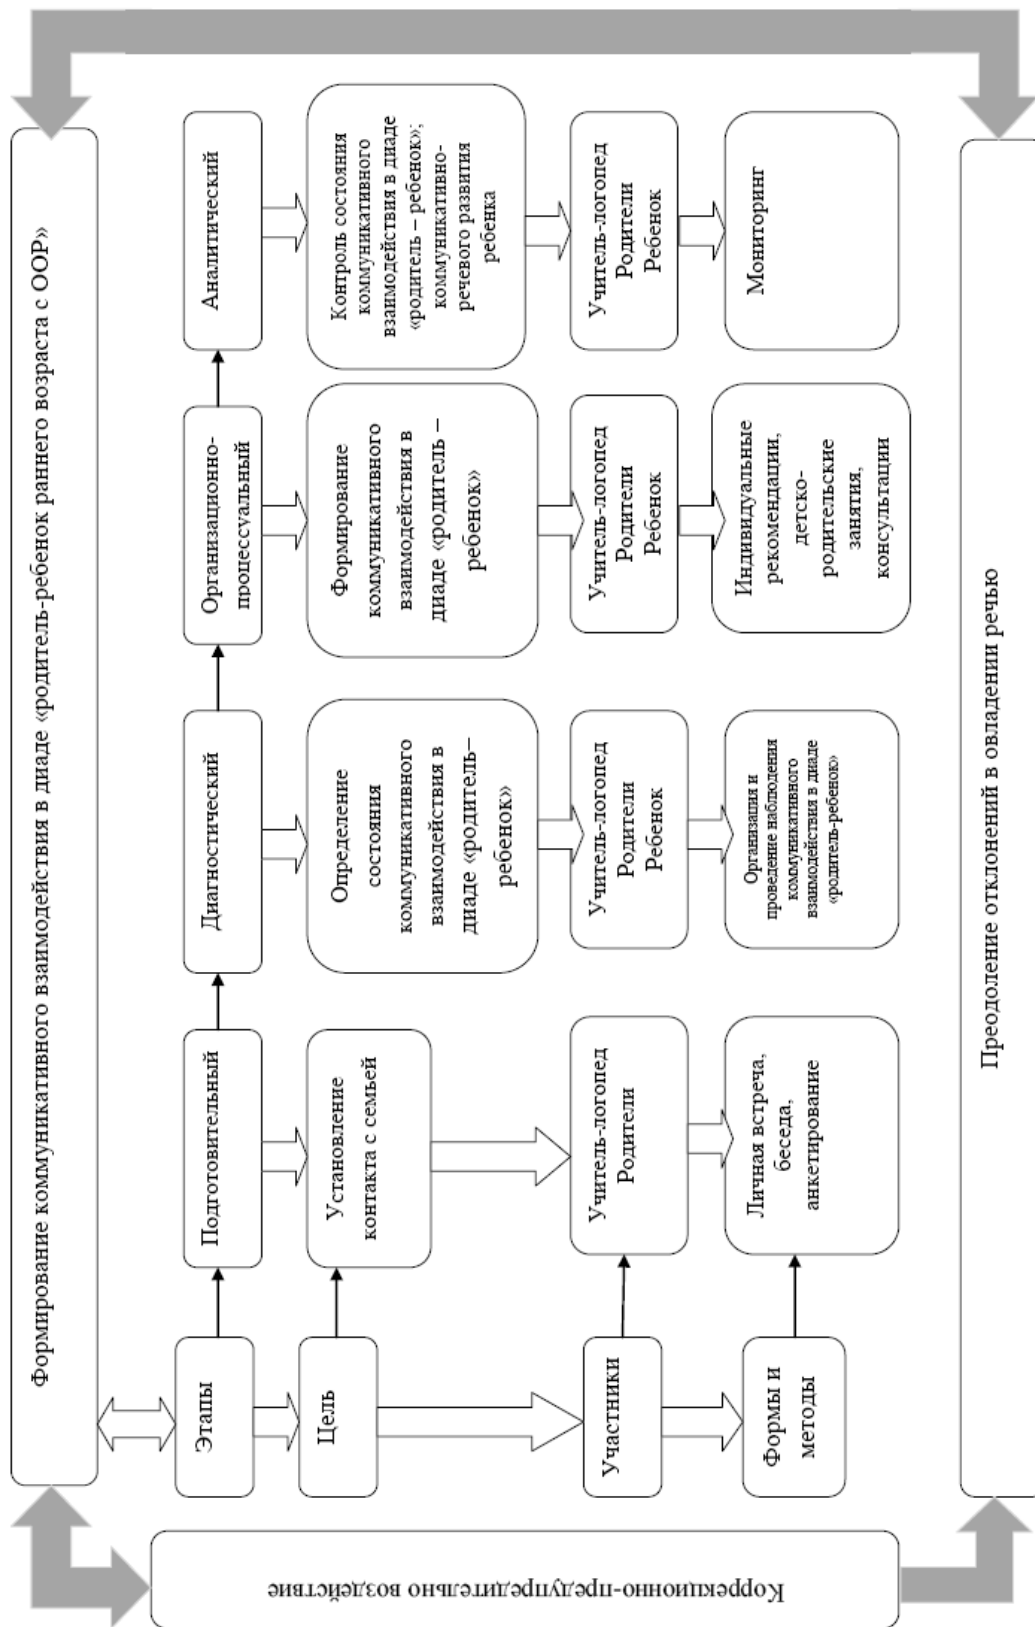 Формирование коммуникативного взаимодействия в диаде «родитель-ребенок раннего возраста с ООР»
Коррекционно-предупредительно воздействие
Этапы
Подготовительный
Диагностический
Организационно-
процессуальный
Аналитический
Цель
Установление
контакта с семьей
Определение
состояния
коммуникативного
взаимодействия в
диаде «родитель–
ребенок»
Формирование
коммуникативного
взаимодействия в
диаде «родитель –
ребенок»
Контроль состояния
коммуникативного
взаимодействия в диаде
«родитель – ребенок»;
коммуникативно-
речевого развития
ребенка
Участники
Учитель-логопед
Родители
Учитель-логопед
Родители
Ребенок
Учитель-логопед
Родители
Ребенок
Учитель-логопед
Родители
Ребенок
Формы и
методы
Личная встреча,
беседа,
анкетирование
Организация и
проведение наблюдения
коммуникативного
взаимодействия в диаде
«родитель-ребенок»
Индивидуальные
рекомендации,
детско-
родительские
занятия,
консультации
Мониторинг
Преодоление отклонений в овладении речью